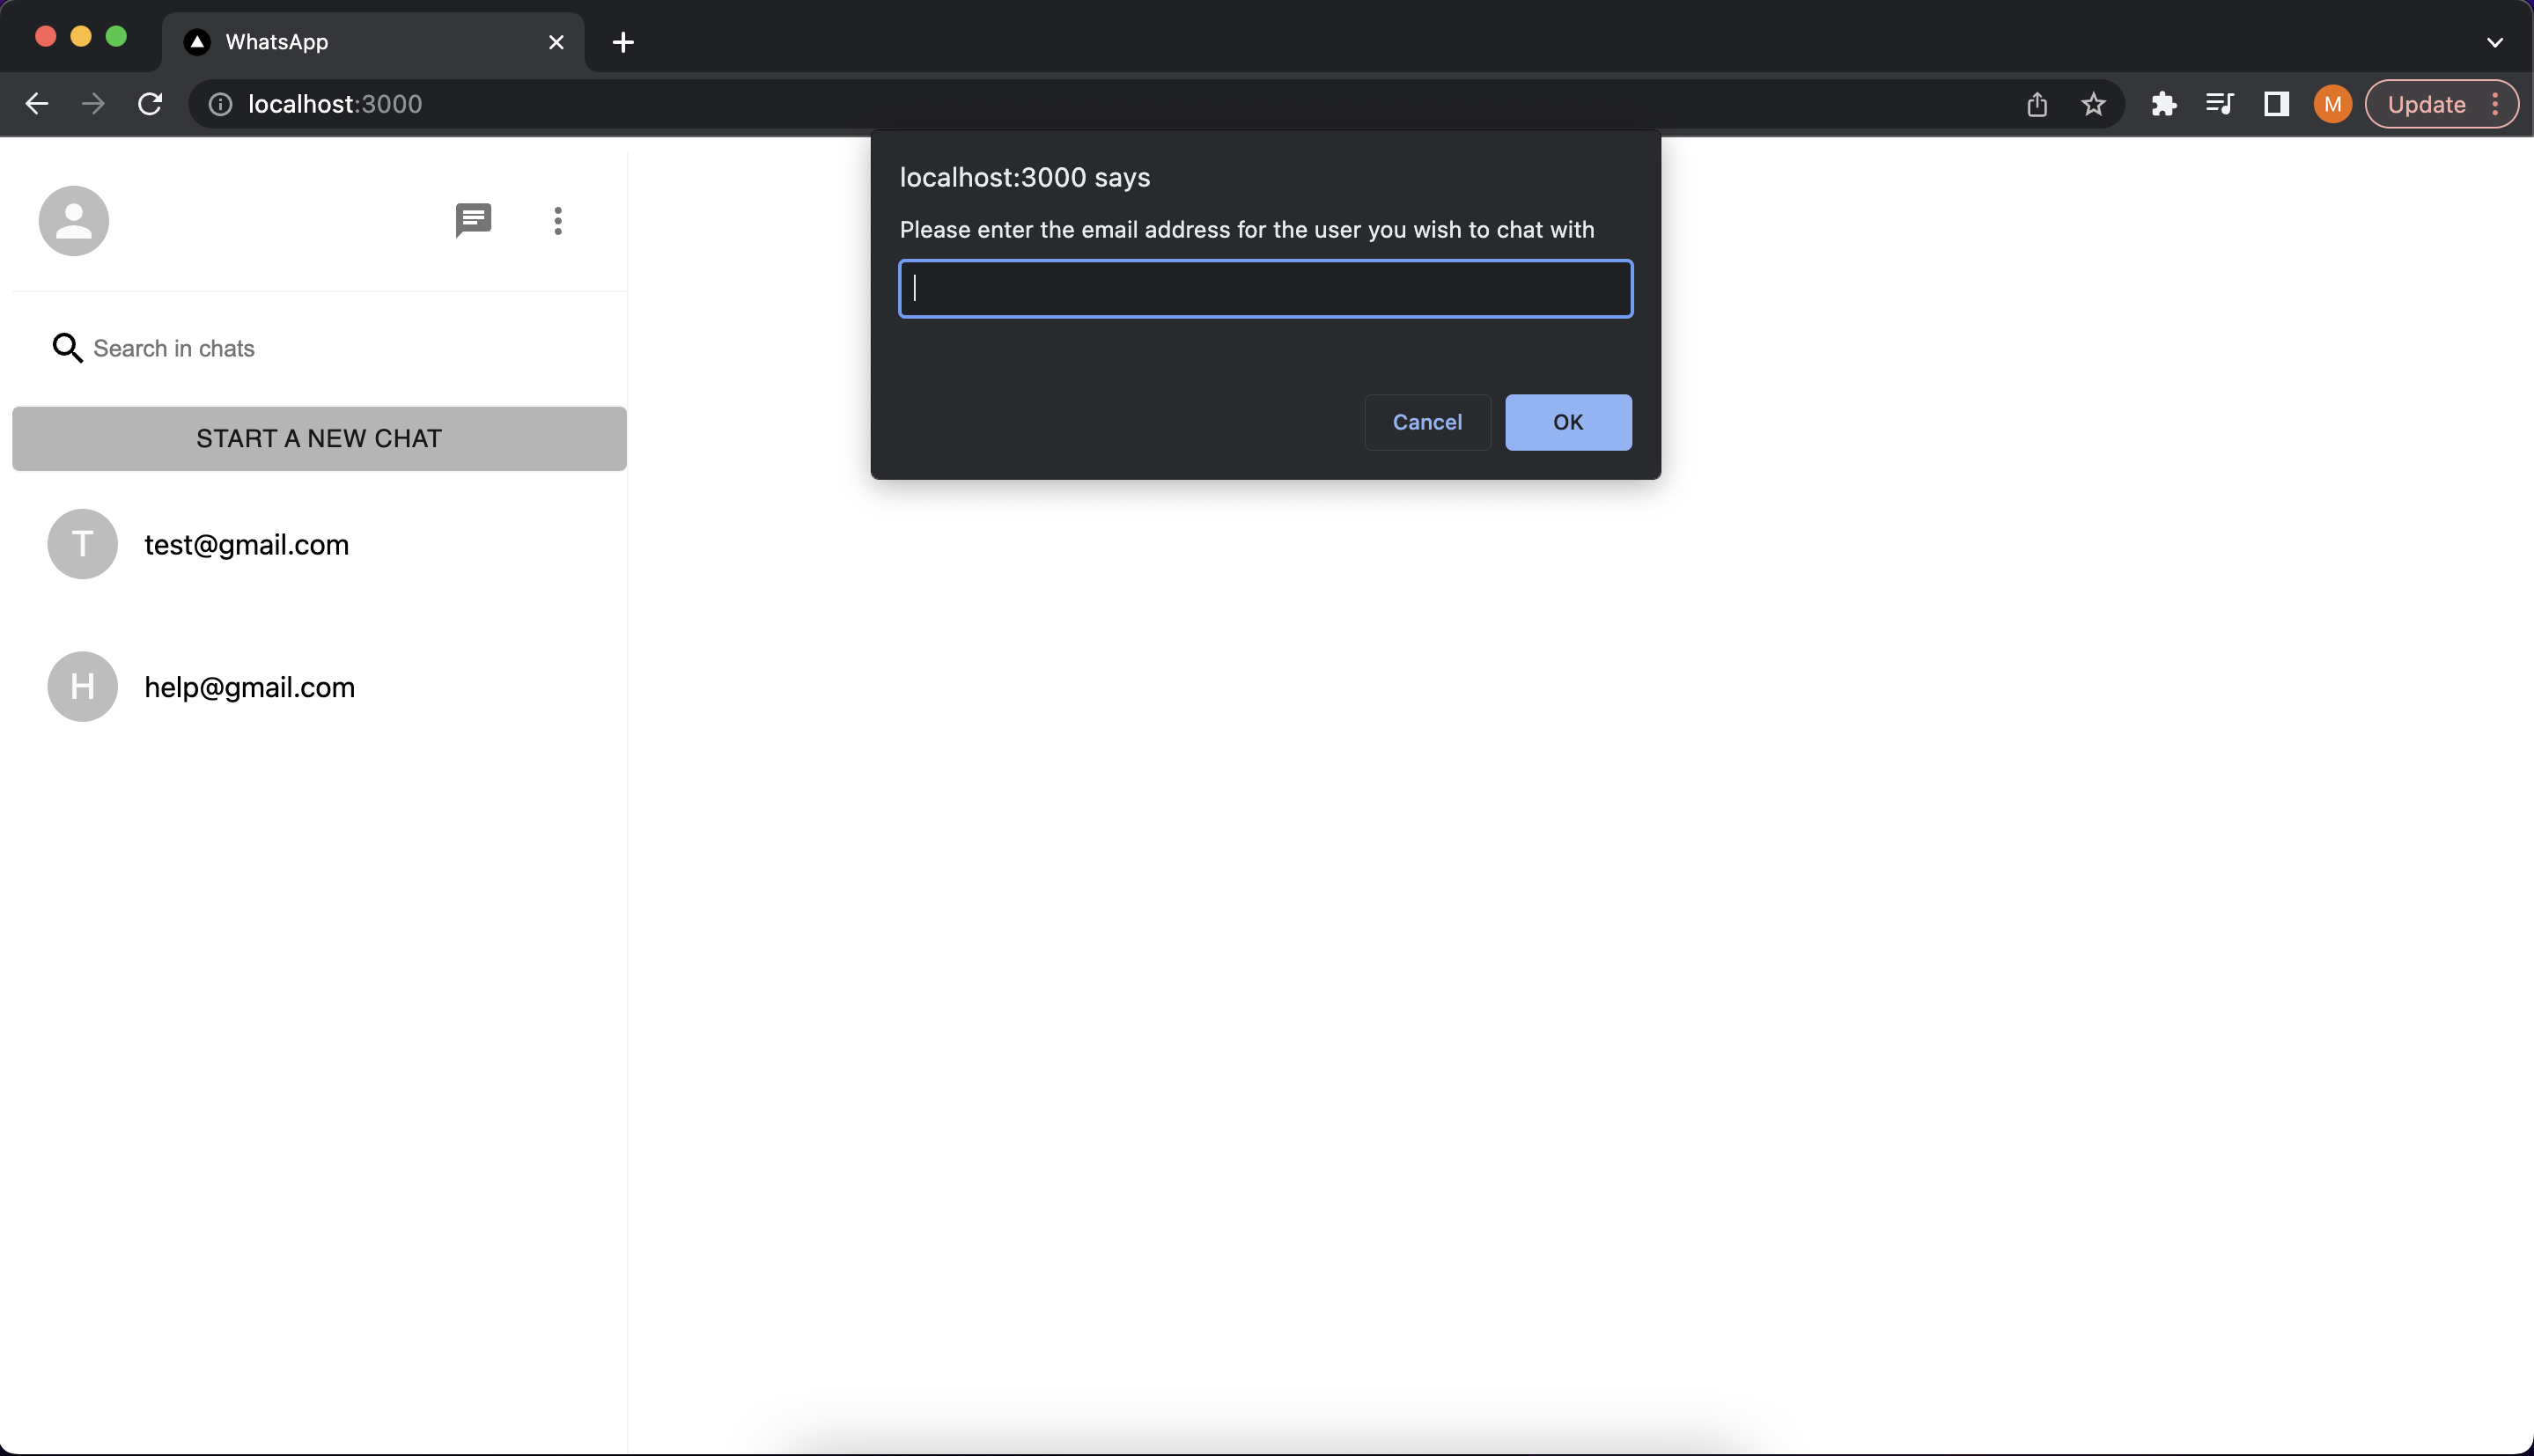 WhatsApp
localhost:3000
M
Update
localhost:3000 says
Please enter the email address for the user you wish to chat with
Cancel
OK
Search in chats
START A NEW CHAT
T
test@gmail.com
H
help@gmail.com